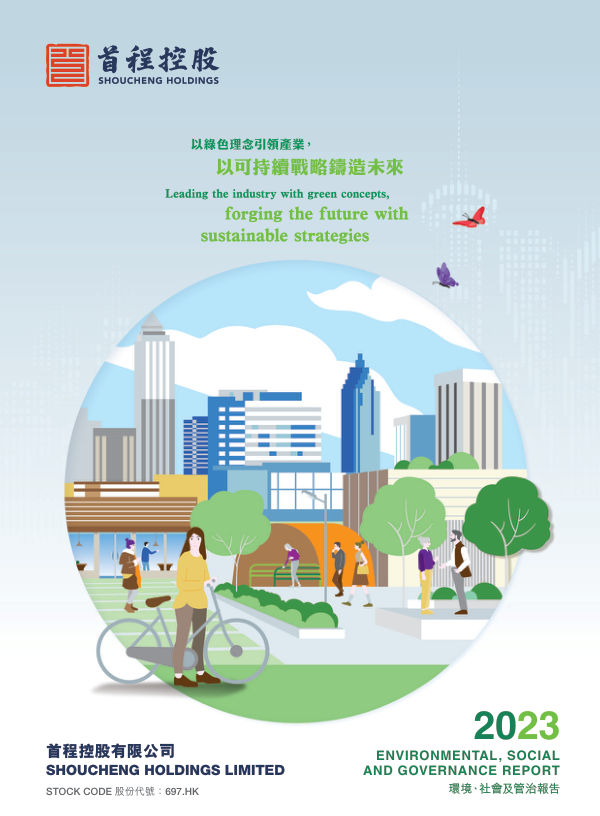 首程控股
SHOUCHENG HOLDINGS
以綠色理念引領產業，
以可持續戰略鑄造未來
Leading the industry with green concepts,
forging the future with
sustainable strategies
2023
ENVIRONMENTAL, SOCIAL
AND GOVERNANCE REPORT
環境、社會及管治報告
首程控股有限公司
SHOUCHENG HOLDINGS LIMITED
STOCK CODE 股份代號：697.HK